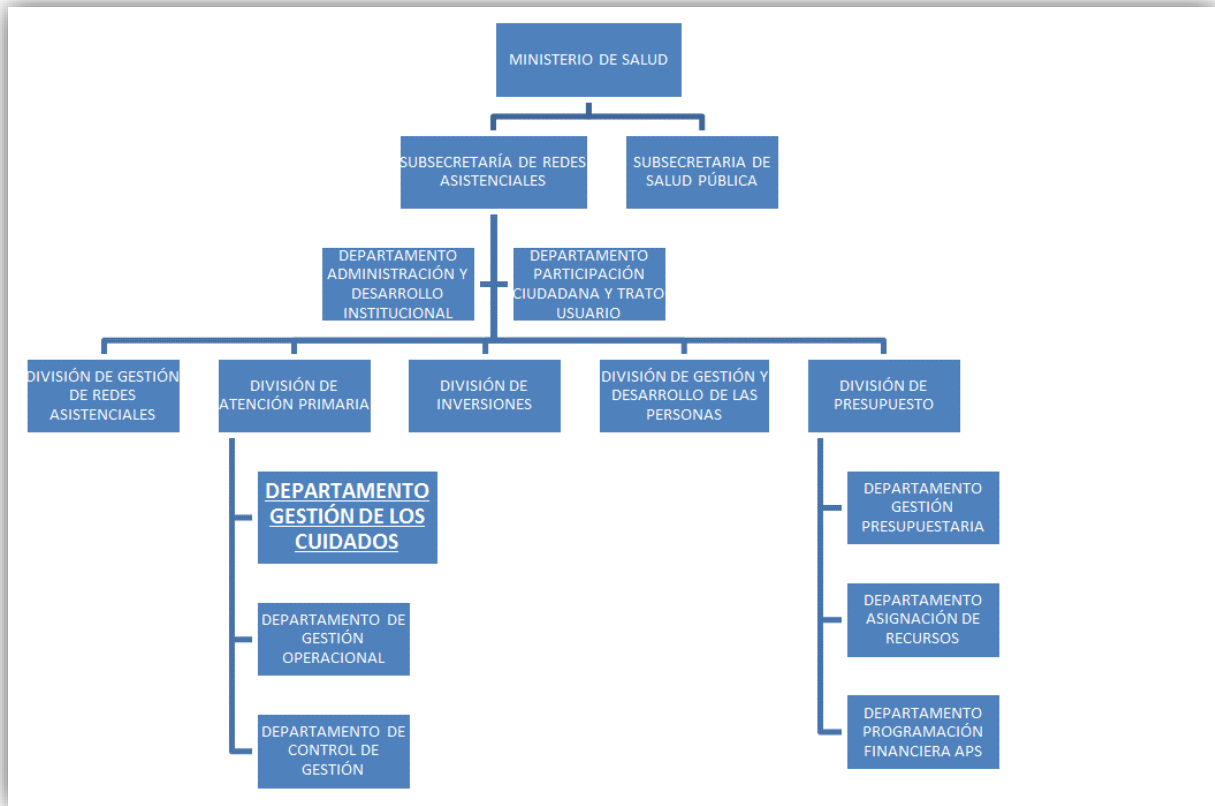 MINISTERIO DE SALUD
SUBSECRETARÍA DE REDES
ASISTENCIALES
SUBSECRETARIA DE
SALUD PÚBLICA
DEPARTAMENTO
ADMINISTRACIÓN Y
DESARROLLO
INSTITUCIONAL
DEPARTAMENTO
PARTICIPACIÓN
CIUDADANA Y TRATO
USUARIO
DIVISIÓN DE GESTIÓN
DE REDES
ASISTENCIALES
DIVISIÓN DE
ATENCIÓN PRIMARIA
DIVISIÓN DE
INVERSIONES
DIVISIÓN DE GESTIÓN Y
DESARROLLO DE LAS
PERSONAS
DIVISIÓN DE
PRESUPUESTO
DEPARTAMENTO
GESTIÓN DE LOS
CUIDADOS
DEPARTAMENTO DE
GESTIÓN
OPERACIONAL
DEPARTAMENTO DE
CONTROL DE
GESTIÓN
DEPARTAMENTO
GESTIÓN
PRESUPUESTARIA
DEPARTAMENTO
ASIGNACIÓN DE
RECURSOS
DEPARTAMENTO
PROGRAMACIÓN
FINANCIERA APS